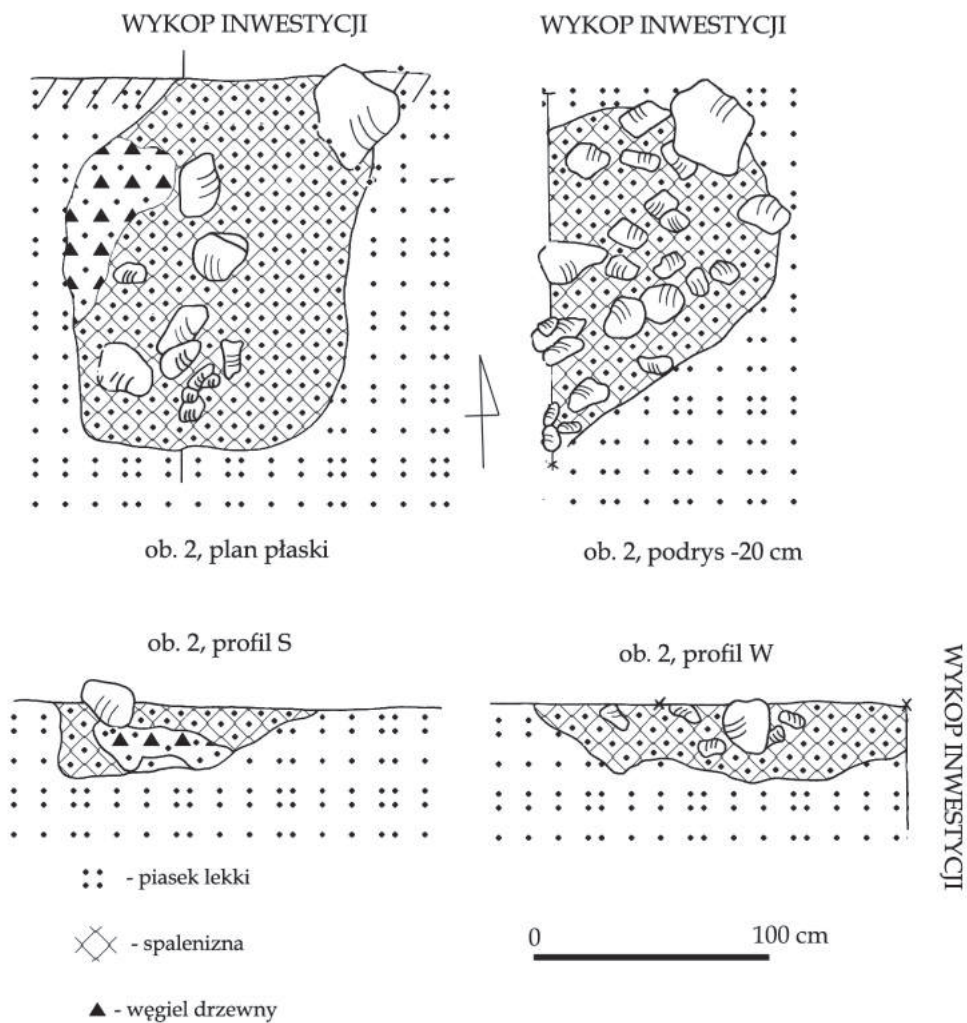 WYKOP INWESTYCJI
WYKOP INWESTYCJI
ob. 2, plan płaski
ob. 2, podrys -20 cm
ob. 2, profil S
ob. 2, profil W
WYKOP INWESTYCJI
- piasek lekki
- spalenizna
- węgiel drzewny
0
100 cm